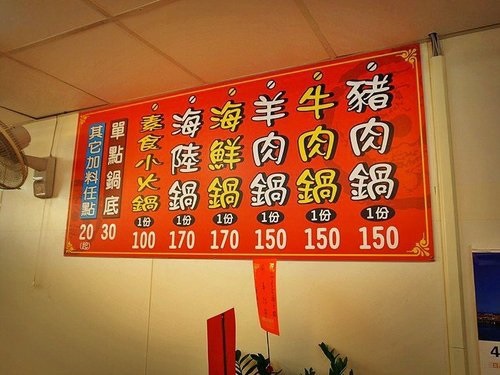 豬肉鍋 1份 150
牛肉鍋 1份 150
羊肉鍋 1份 150
海鮮鍋 1份 170
海陸鍋 1份 170
素食小火鍋 1份 100
單點鍋底 30
其它加料任點 20 (起)
4